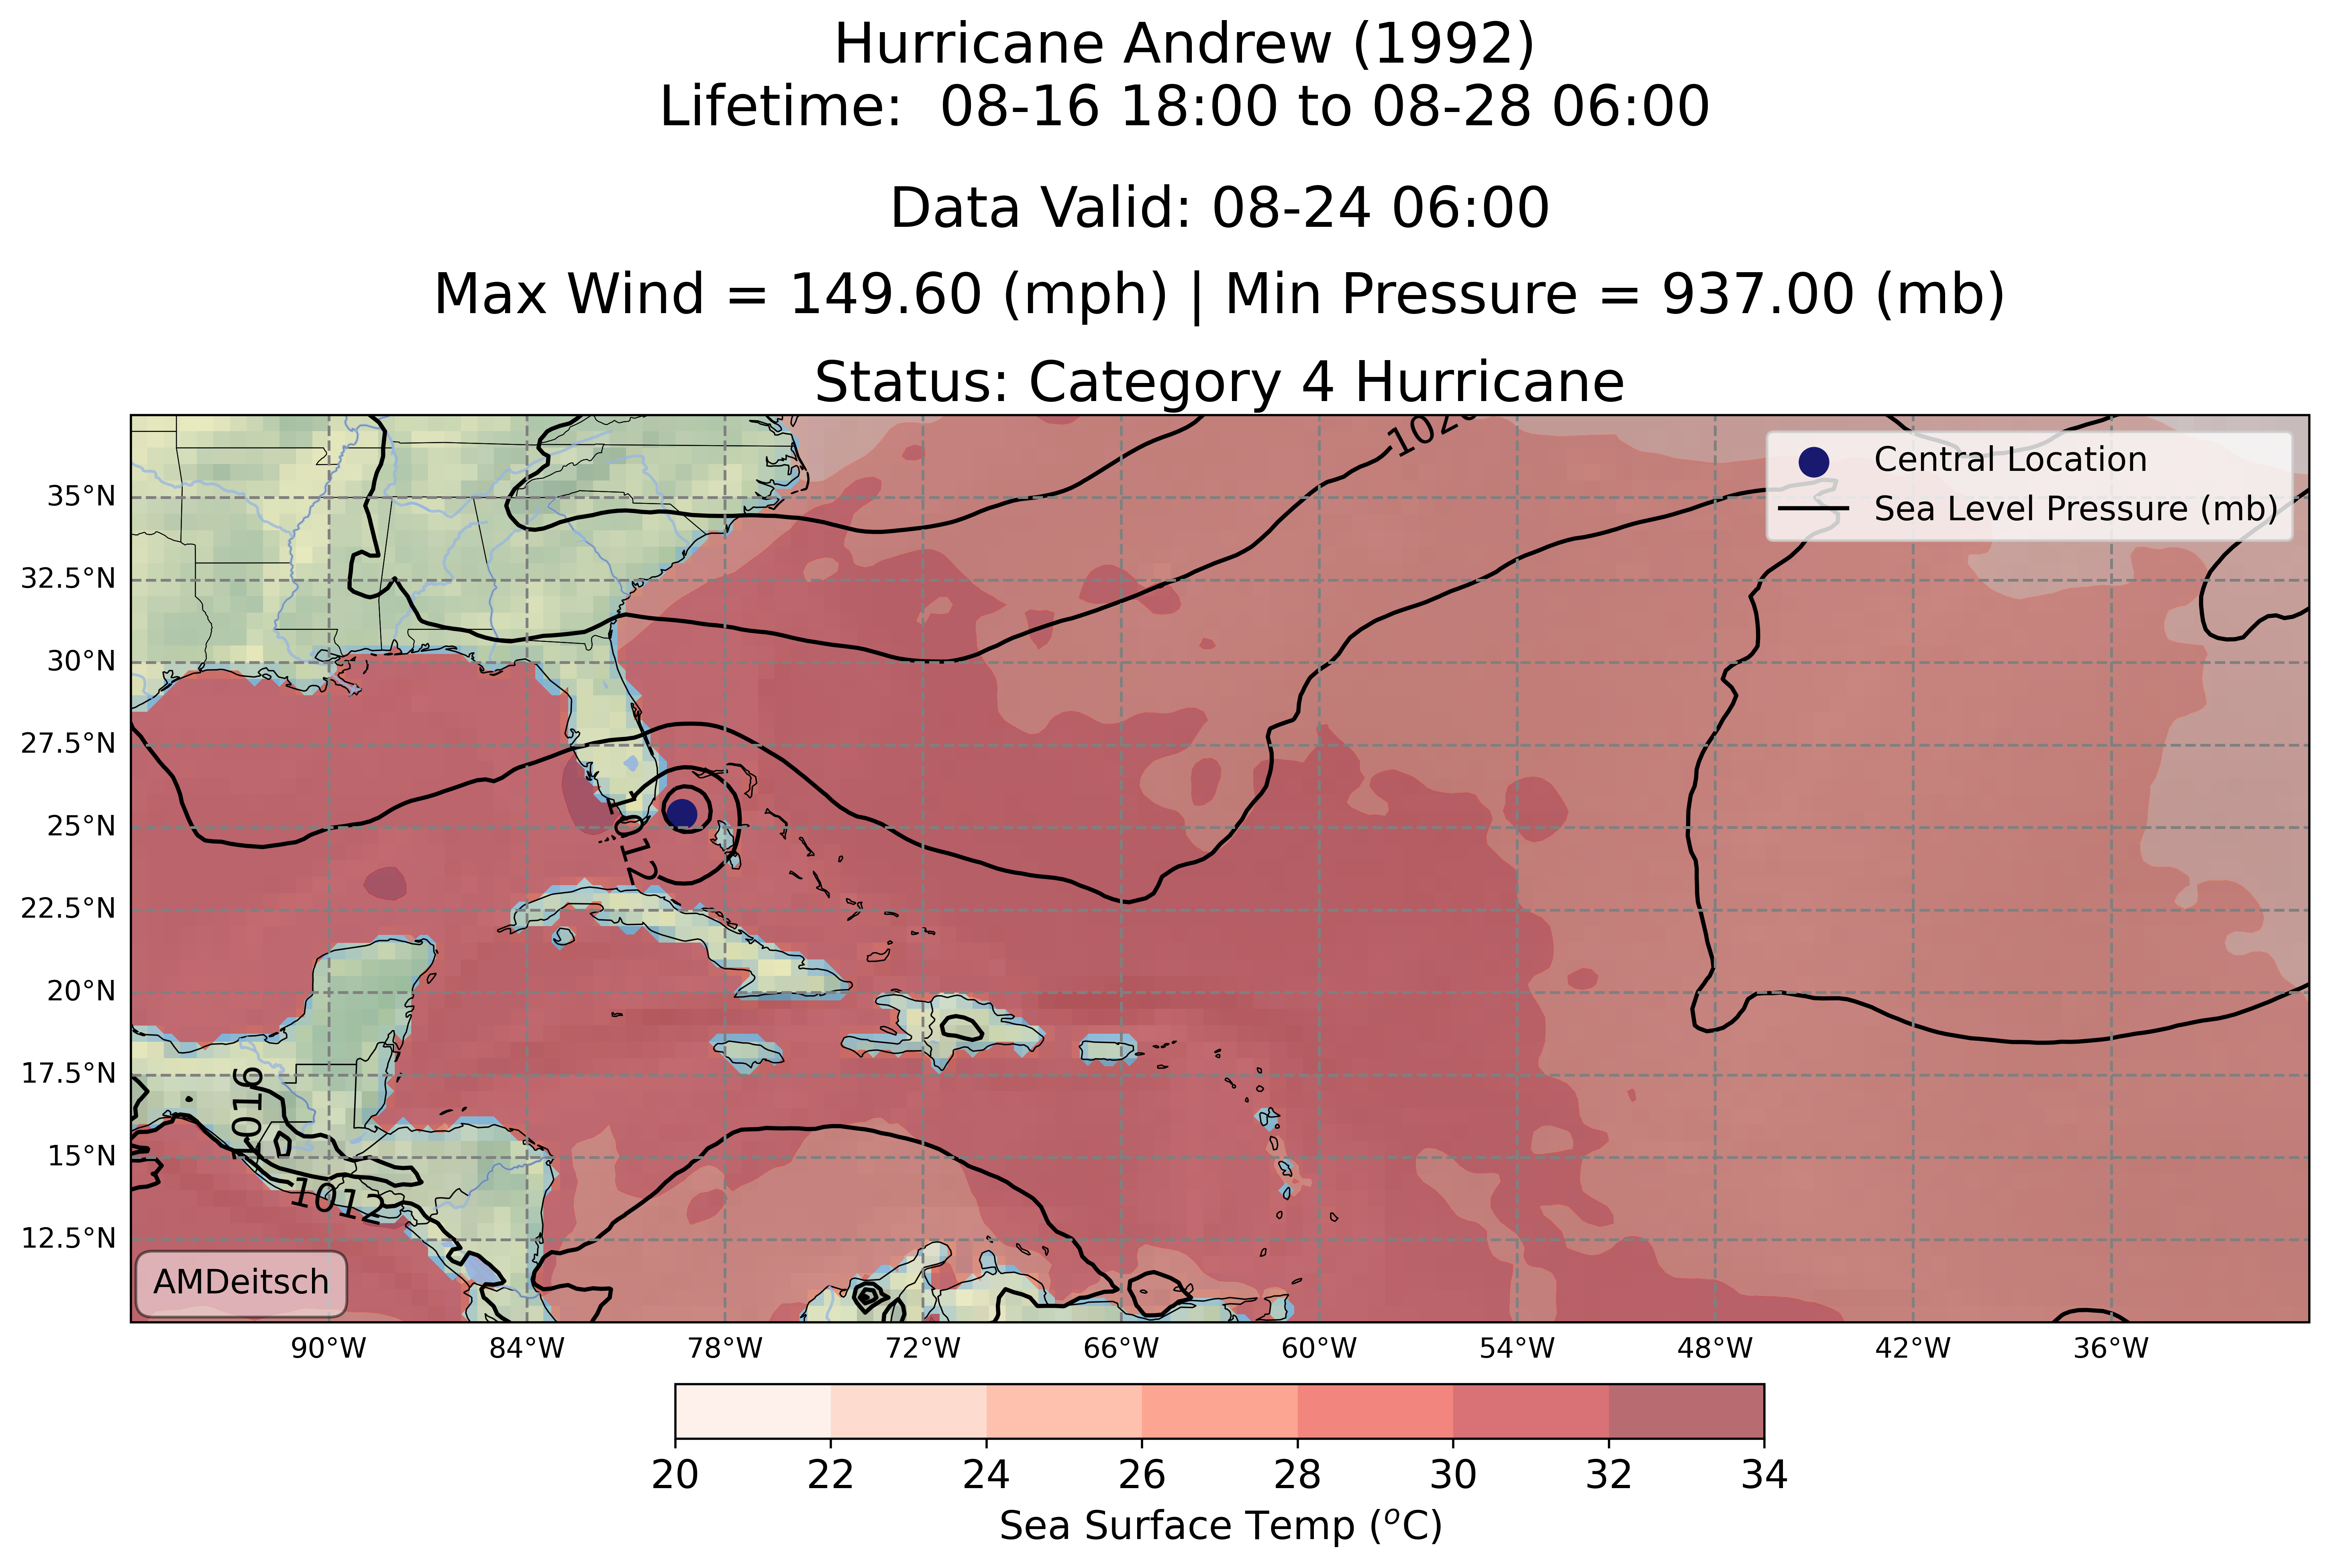 Hurricane Andrew (1992)
Lifetime:  08-16 18:00 to 08-28 06:00
Data Valid: 08-24 06:00
Max Wind = 149.60 (mph) | Min Pressure = 937.00 (mb)
Status: Category 4 Hurricane
Central Location
Sea Level Pressure (mb)
35°N
32.5°N
30°N
27.5°N
25°N
22.5°N
20°N
17.5°N
15°N
12.5°N
1020
1012
1016
1012
AMDeitsch
90°W 84°W 78°W 72°W 66°W 60°W 54°W 48°W 42°W 36°W
20 22 24 26 28 30 32 34
Sea Surface Temp (°C)